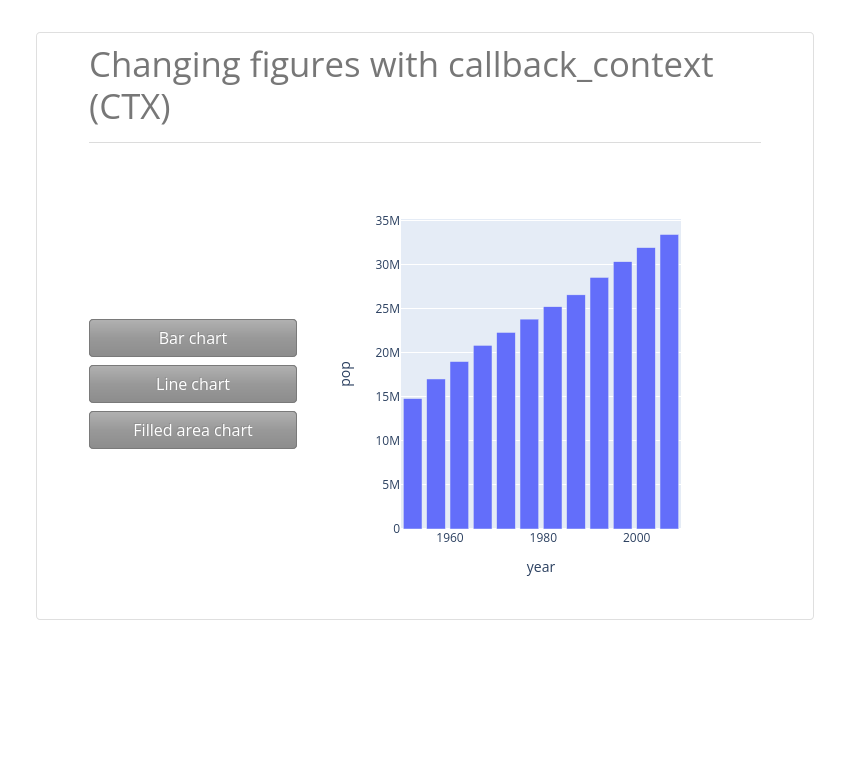 Changing figures with callback_context
(CTX)
Bar chart
Line chart
Filled area chart
pop
35M
30M
25M
20M
15M
10M
5M
0
1960 1980 2000
year